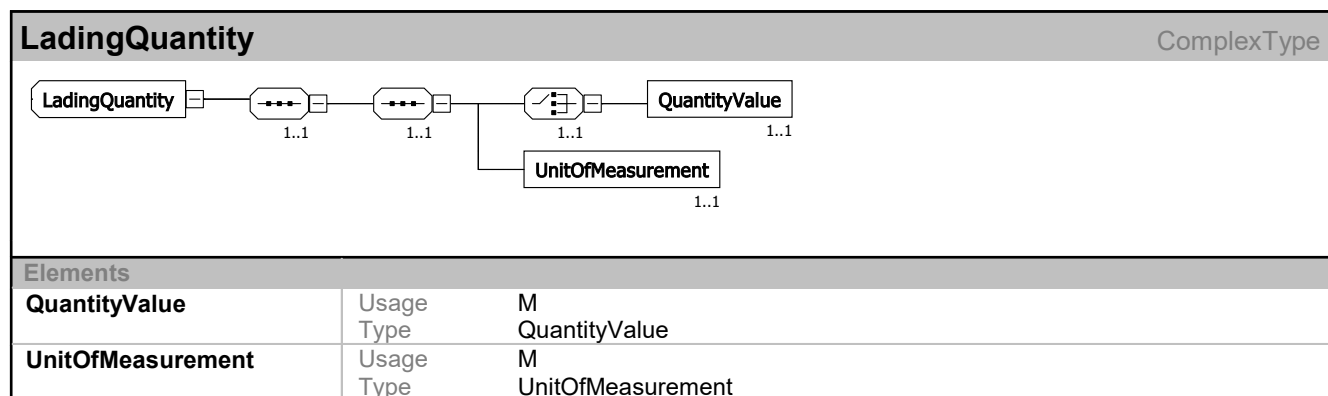 LadingQuantity ComplexType
LadingQuantity
QuantityValue
1..1 1..1 1..1 1..1
UnitOfMeasurement
1..1
Elements
QuantityValue Usage M
Type QuantityValue
UnitOfMeasurement Usage M
Type UnitOfMeasurement